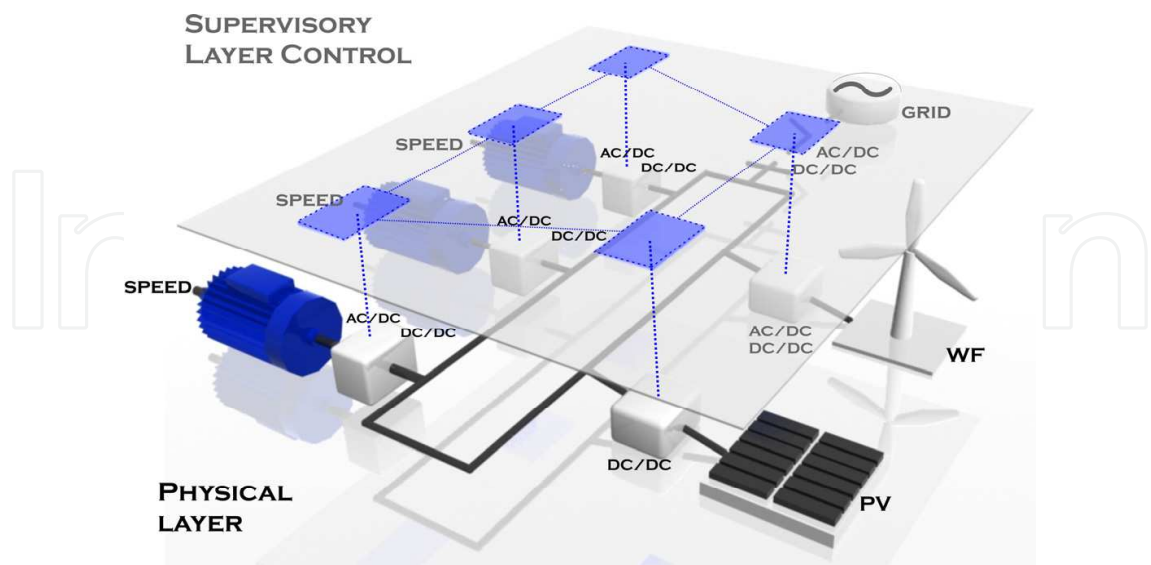 SUPERVISORY
LAYER CONTROL
GRID
SPEED
AC/DC
DC/DC
AC/DC
DC/DC
SPEED
AC/DC
DC/DC
SPEED
AC/DC
DC/DC
AC/DC
DC/DC
WF
DC/DC
PV
PHYSICAL
LAYER